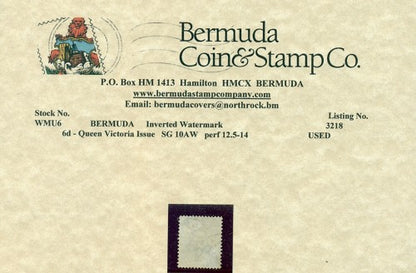 Bermuda
Coin&Stamp Co.
P.O. Box HM 1413 Hamilton HMCX BERMUDA
www.bermudastampcompany.com
Email: bermudacovers@northrock.bm
Stock No. Listing No.
WMU6 BERMUDA Inverted Watermark 3218
6d - Queen Victoria Issue SG 10AW perf 12.5-14 USED